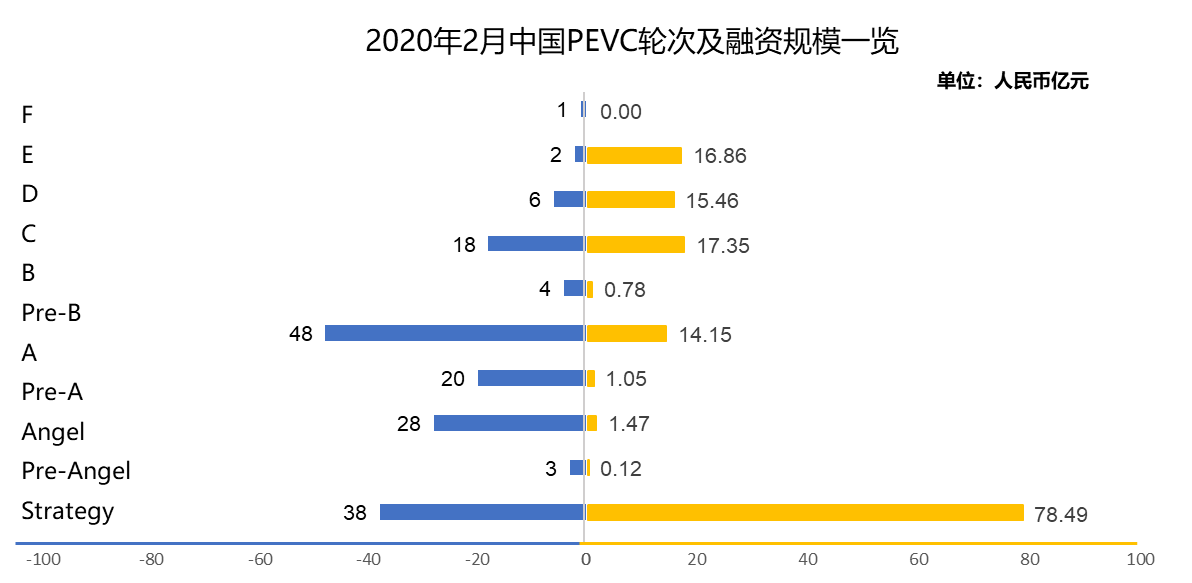 2020年2月中国PEVC轮次及融资规模一览
单位：人民币亿元
F 1 0.00
E 2 16.86
D 6 15.46
C 18 17.35
B 4 0.78
Pre-B 48 14.15
A 20 1.05
Pre-A 28 1.47
Angel 3 0.12
Pre-Angel 38 78.49
Strategy
-100 -80 -60 -40 -20 0 20 40 60 80 100